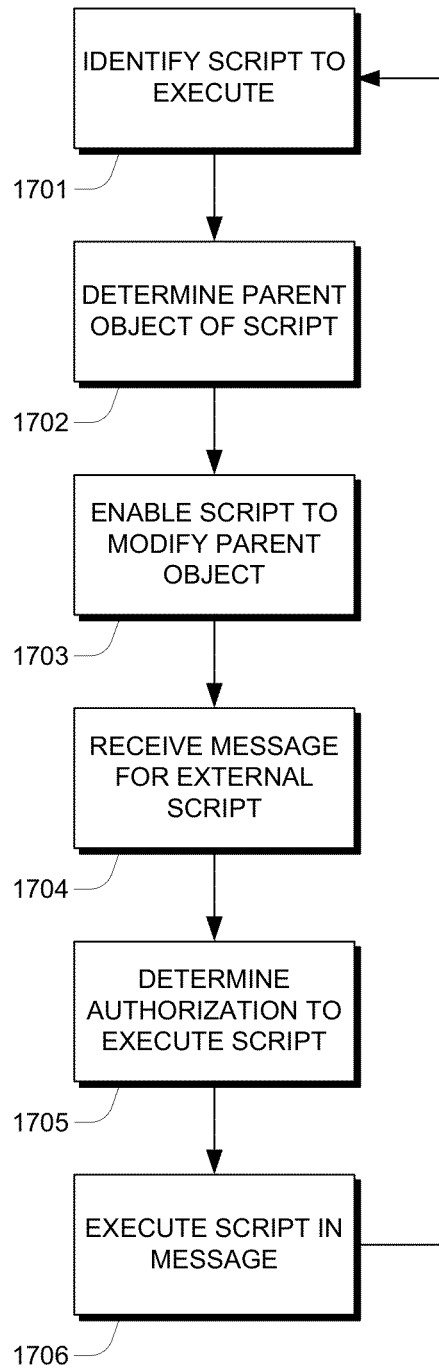 IDENTIFY SCRIPT TO
EXECUTE
1701
DETERMINE PARENT
OBJECT OF SCRIPT
1702
ENABLE SCRIPT TO
MODIFY PARENT
OBJECT
1703
RECEIVE MESSAGE
FOR EXTERNAL
SCRIPT
1704
DETERMINE
AUTHORIZATION TO
EXECUTE SCRIPT
1705
EXECUTE SCRIPT IN
MESSAGE
1706